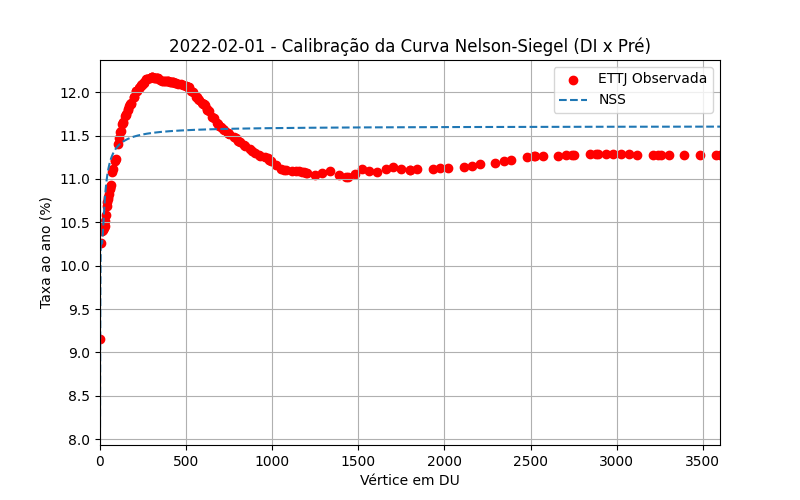 2022-02-01 - Calibração da Curva Nelson-Siegel (DI x Pré)
ETTJ Observada
NSS
Taxa ao ano (%)
12.0
11.5
11.0
10.5
10.0
9.5
9.0
8.5
8.0
0 500 1000 1500 2000 2500 3000 3500
Vértice em DU